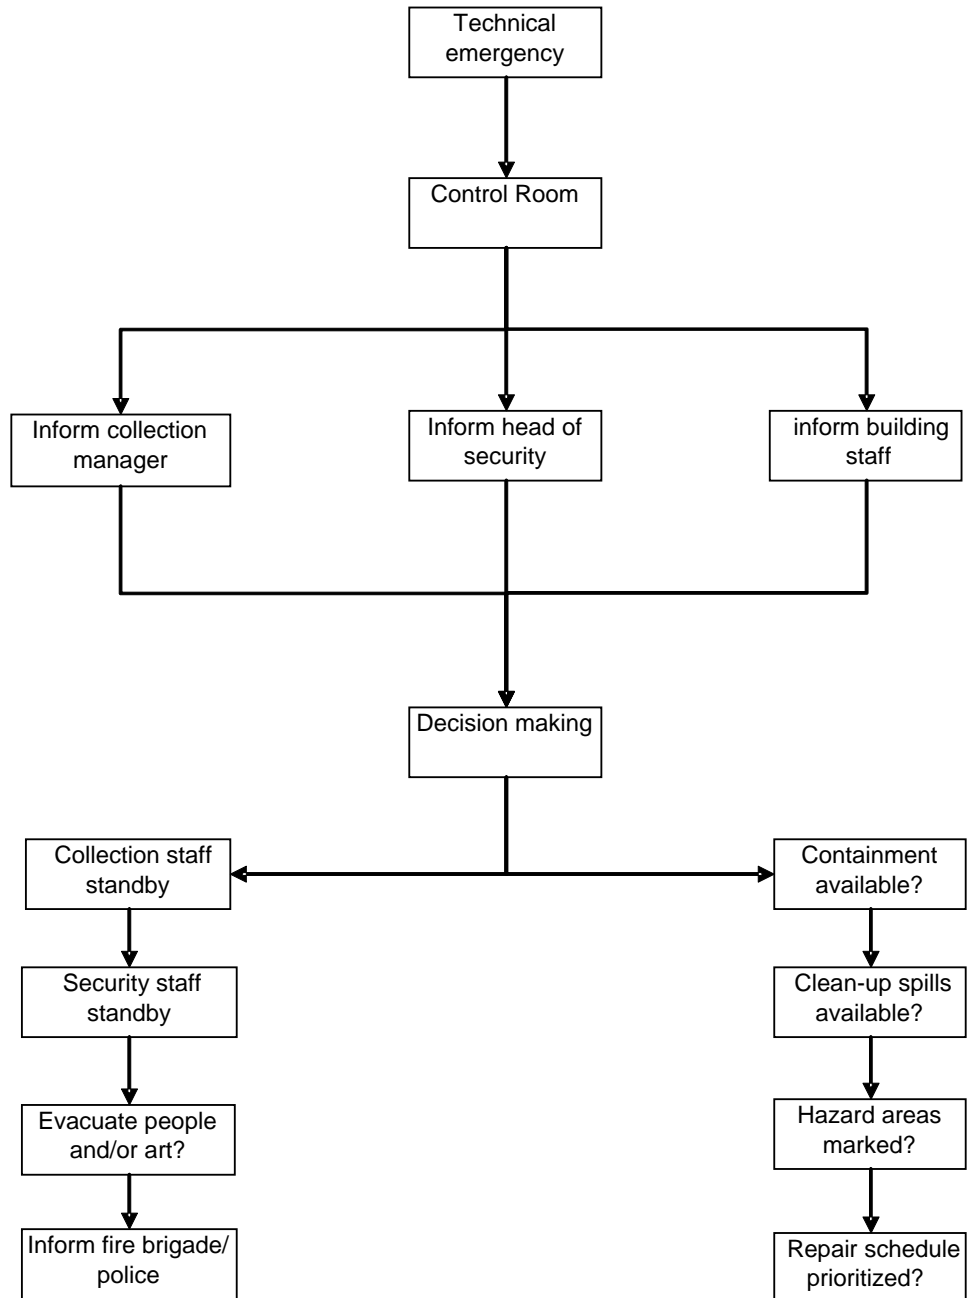 Technical
emergency
Control Room
Inform collection
manager
Inform head of
security
inform building
staff
Decision making
Collection staff
standby
Containment
available?
Security staff
standby
Clean-up spills
available?
Evacuate people
and/or art?
Hazard areas
marked?
Inform fire brigade/
police
Repair schedule
prioritized?